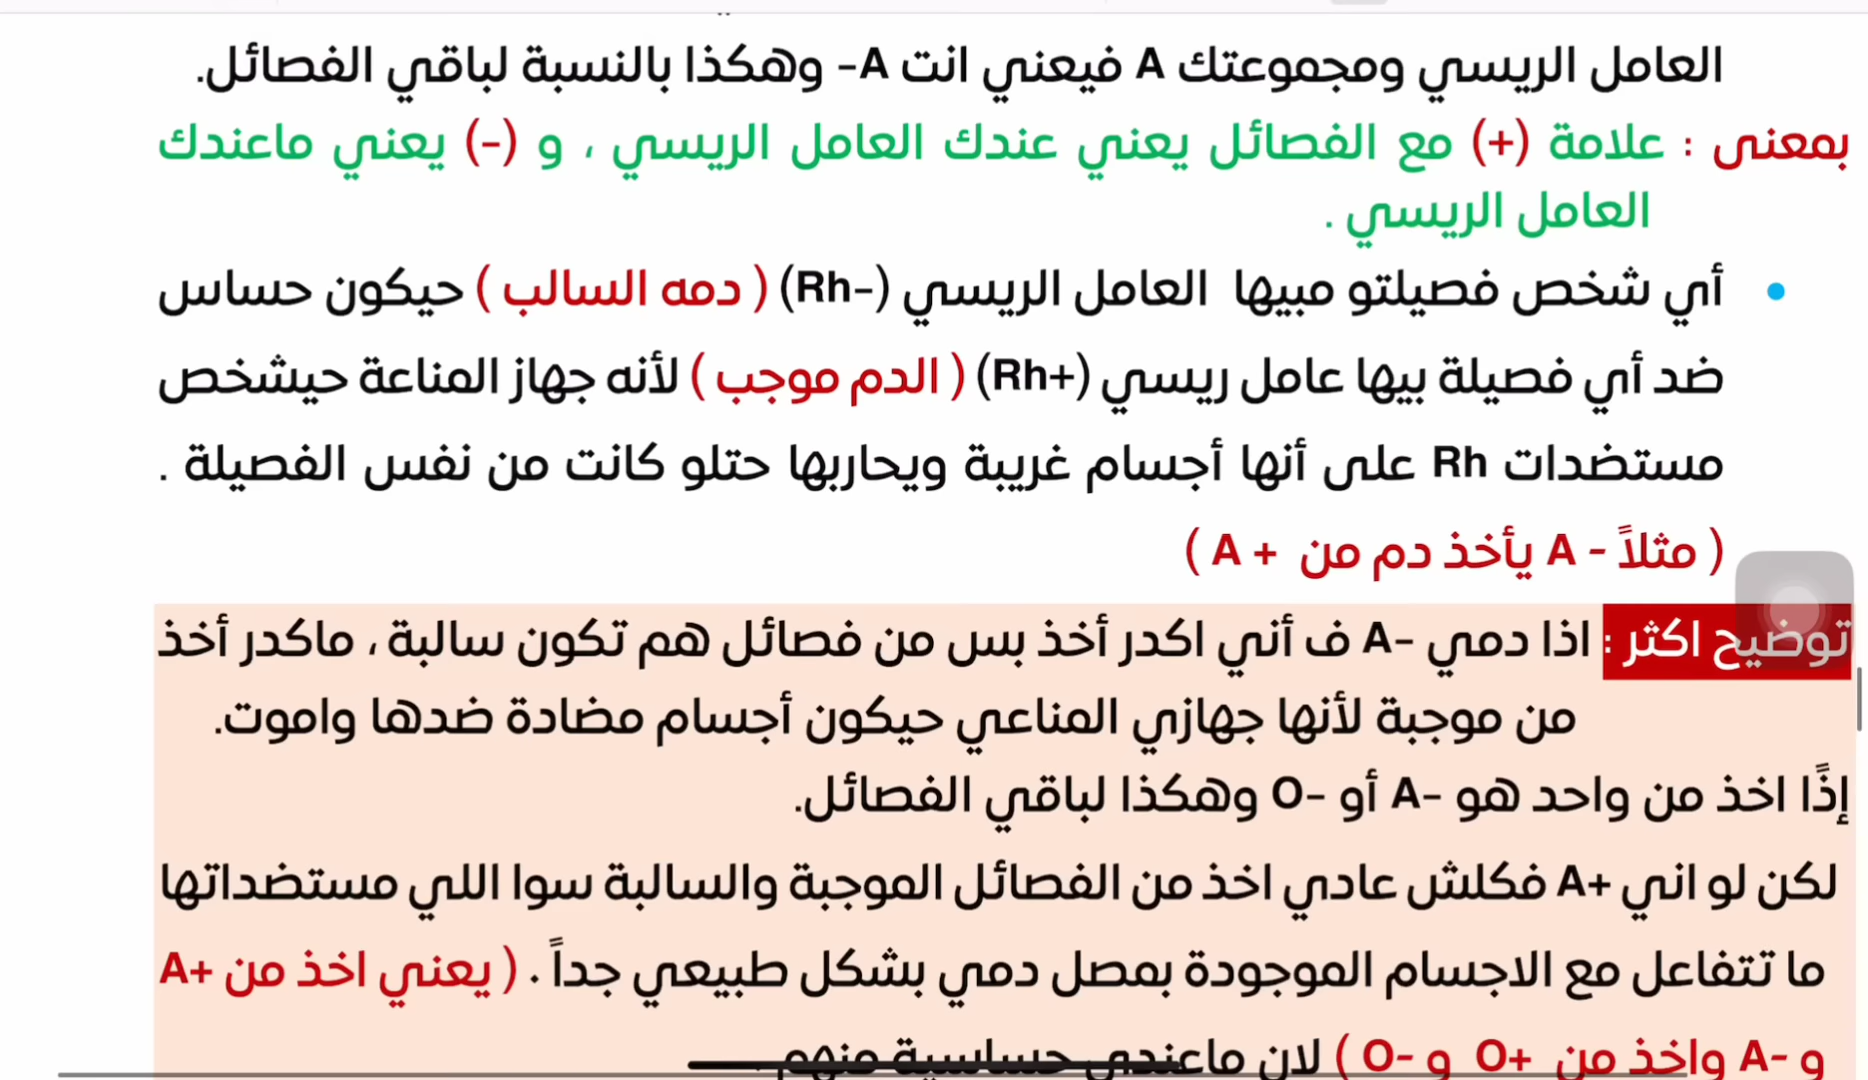 العامل الريسي ومجموعتك A فيعني انت A- وهكذا بالنسبة لباقي الفصائل.
بمعنى : علامة (+) مع الفصائل يعني عندك العامل الريسي ، و (-) يعني ماعندك
العامل الريسي .
• أي شخص فصيلتو مبيها العامل الريسي (Rh-) ( دمه السالب ) حيكون حساس
ضد أي فصيلة بيها عامل ريسي (Rh+) ( الدم موجب ) لأنه جهاز المناعة حيشخص
مستضدات Rh على أنها أجسام غريبة ويحاربها حتلو كانت من نفس الفصيلة .
( مثلاً A - يأخذ دم من A + )
توضيح اكثر : اذا دمي A- ف أني اكدر أخذ بس من فصائل هم تكون سالبة ، ماكدر أخذ
من موجبة لأنها جهازي المناعي حيكون أجسام مضادة ضدها واموت.
إذًا اخذ من واحد هو A- أو O- وهكذا لباقي الفصائل.
لكن لو اني A+ فكلش عادي اخذ من الفصائل الموجبة والسالبة سوا اللي مستضداتها
ما تتفاعل مع الاجسام الموجودة بمصل دمي بشكل طبيعي جداً . ( يعني اخذ من A+
و A- واخذ من O+ و O- ) لان ماعندي حساسية منهم .